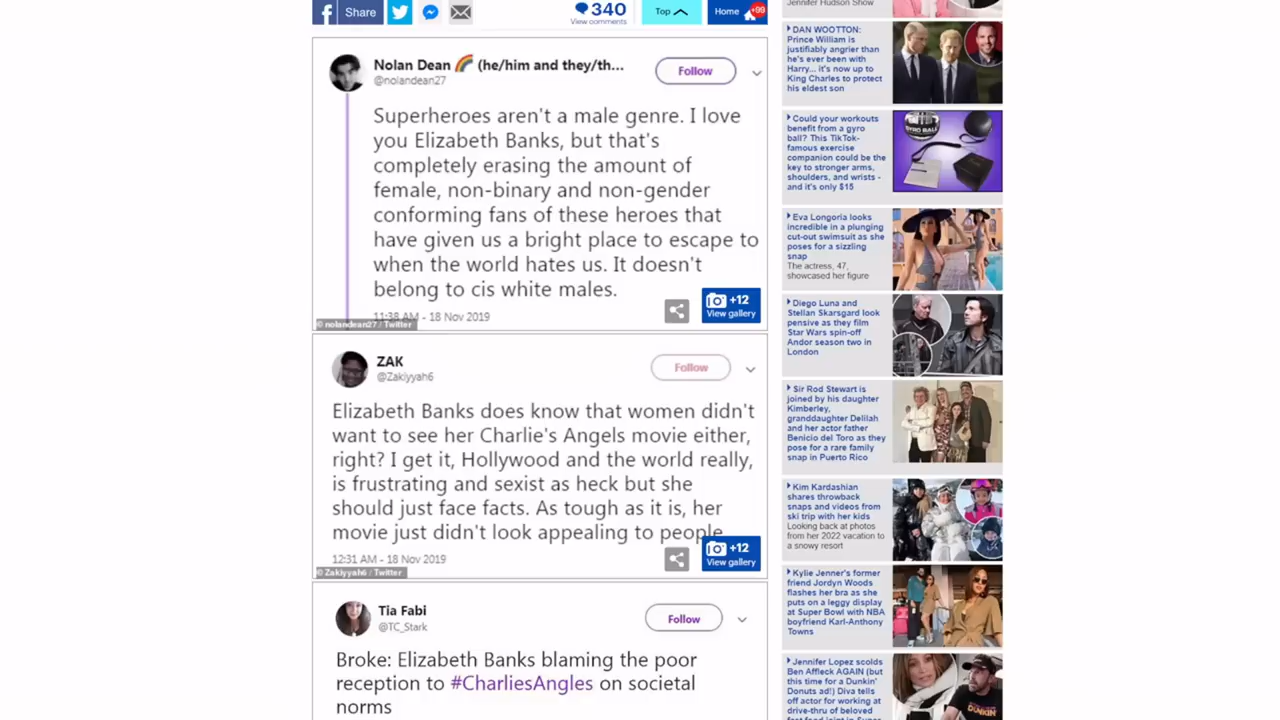 Share
340
View comments
Top
Home
+99
Nolan Dean 🌈 (he/him and they/th...
@nolandean27
Follow
Superheroes aren't a male genre. I love
you Elizabeth Banks, but that's
completely erasing the amount of
female, non-binary and non-gender
conforming fans of these heroes that
have given us a bright place to escape to
when the world hates us. It doesn't
belong to cis white males.
11:38 AM - 18 Nov 2019
© nolandean27 / Twitter
+12
View gallery
ZAK
@Zakiyyah6
Follow
Elizabeth Banks does know that women didn't
want to see her Charlie's Angels movie either,
right? I get it, Hollywood and the world really,
is frustrating and sexist as heck but she
should just face facts. As tough as it is, her
movie just didn't look appealing to people
12:31 AM - 18 Nov 2019
© Zakiyyah6 / Twitter
+12
View gallery
Tia Fabi
@TC_Stark
Follow
Broke: Elizabeth Banks blaming the poor
reception to #CharliesAngles on societal
norms
Jennifer Hudson Show
DAN WOOTTON:
Prince William is
justifiably angrier than
he's ever been with
Harry... it's now up to
King Charles to protect
his eldest son
Could your workouts
benefit from a gyro
ball? This TikTok-
famous exercise
companion could be the
key to stronger arms,
shoulders, and wrists -
and it's only $15
GYRO BALL
Eva Longoria looks
incredible in a plunging
cut-out swimsuit as she
poses for a sizzling
snap
The actress, 47,
showcased her figure
Diego Luna and
Stellan Skarsgard look
pensive as they film
Star Wars spin-off
Andor season two in
London
Sir Rod Stewart is
joined by his daughter
Kimberley,
granddaughter Delilah
and her actor father
Benicio del Toro as they
pose for a rare family
snap in Puerto Rico
Kim Kardashian
shares throwback
snaps and videos from
ski trip with her kids
Looking back at photos
from her 2022 vacation to
a snowy resort
Kylie Jenner's former
friend Jordyn Woods
flashes her bra as she
puts on a leggy display
at Super Bowl with NBA
boyfriend Karl-Anthony
Towns
Jennifer Lopez scolds
Ben Affleck AGAIN (but
this time for a Dunkin'
Donuts ad!) Diva tells
off actor for working at
drive-thru of beloved
fast food joint in Super
DUNKIN'